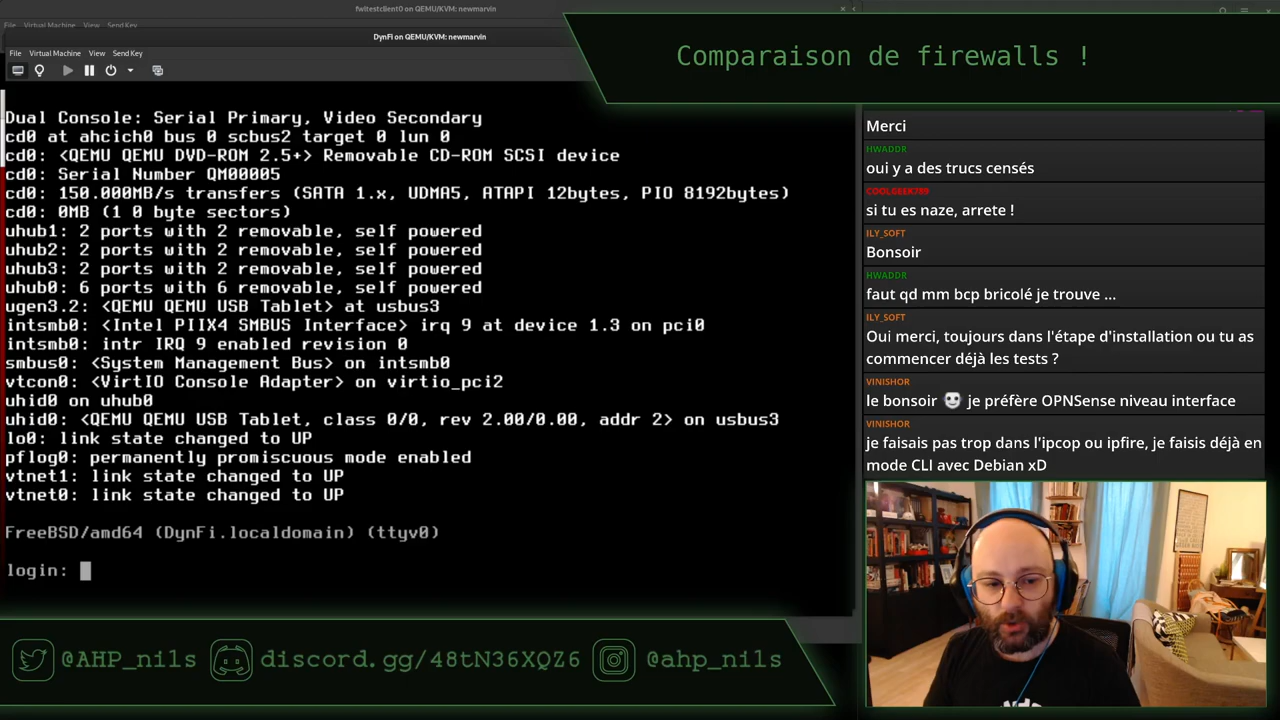 fwltestclient0 on QEMU/KVM: newmarvin
File Virtual Machine View Send Key
DynFi on QEMU/KVM: newmarvin
File Virtual Machine View Send Key
Comparaison de firewalls !
Dual Console: Serial Primary, Video Secondary
cd0 at ahcich0 bus 0 scbus2 target 0 lun 0
cd0: <QEMU QEMU DVD-ROM 2.5+> Removable CD-ROM SCSI device
cd0: Serial Number QM00005
cd0: 150.000MB/s transfers (SATA 1.x, UDMA5, ATAPI 12bytes, PIO 8192bytes)
cd0: 0MB (1 0 byte sectors)
uhub1: 2 ports with 2 removable, self powered
uhub2: 2 ports with 2 removable, self powered
uhub3: 2 ports with 2 removable, self powered
uhub0: 6 ports with 6 removable, self powered
ugen3.2: <QEMU QEMU USB Tablet> at usbus3
intsmb0: <Intel PIIX4 SMBUS Interface> irq 9 at device 1.3 on pci0
intsmb0: intr IRQ 9 enabled revision 0
smbus0: <System Management Bus> on intsmb0
vtcon0: <VirtIO Console Adapter> on virtio_pci2
uhid0 on uhub0
uhid0: <QEMU QEMU USB Tablet, class 0/0, rev 2.00/0.00, addr 2> on usbus3
lo0: link state changed to UP
pflog0: permanently promiscuous mode enabled
vtnet1: link state changed to UP
vtnet0: link state changed to UP
FreeBSD/amd64 (DynFi.localdomain) (ttyv0)
login:
Merci
HWADDR
oui y a des trucs censés
COOLGEEK789
si tu es naze, arrete !
ILY_SOFT
Bonsoir
HWADDR
faut qd mm bcp bricolé je trouve ...
ILY_SOFT
Oui merci, toujours dans l'étape d'installation ou tu as
commencer déjà les tests ?
VINISHOR
le bonsoir je préfère OPNSense niveau interface
VINISHOR
je faisais pas trop dans l'ipcop ou ipfire, je faisis déjà en
mode CLI avec Debian xD
@AHP_nils discord.gg/48tN36XQZ6 @ahp_nils